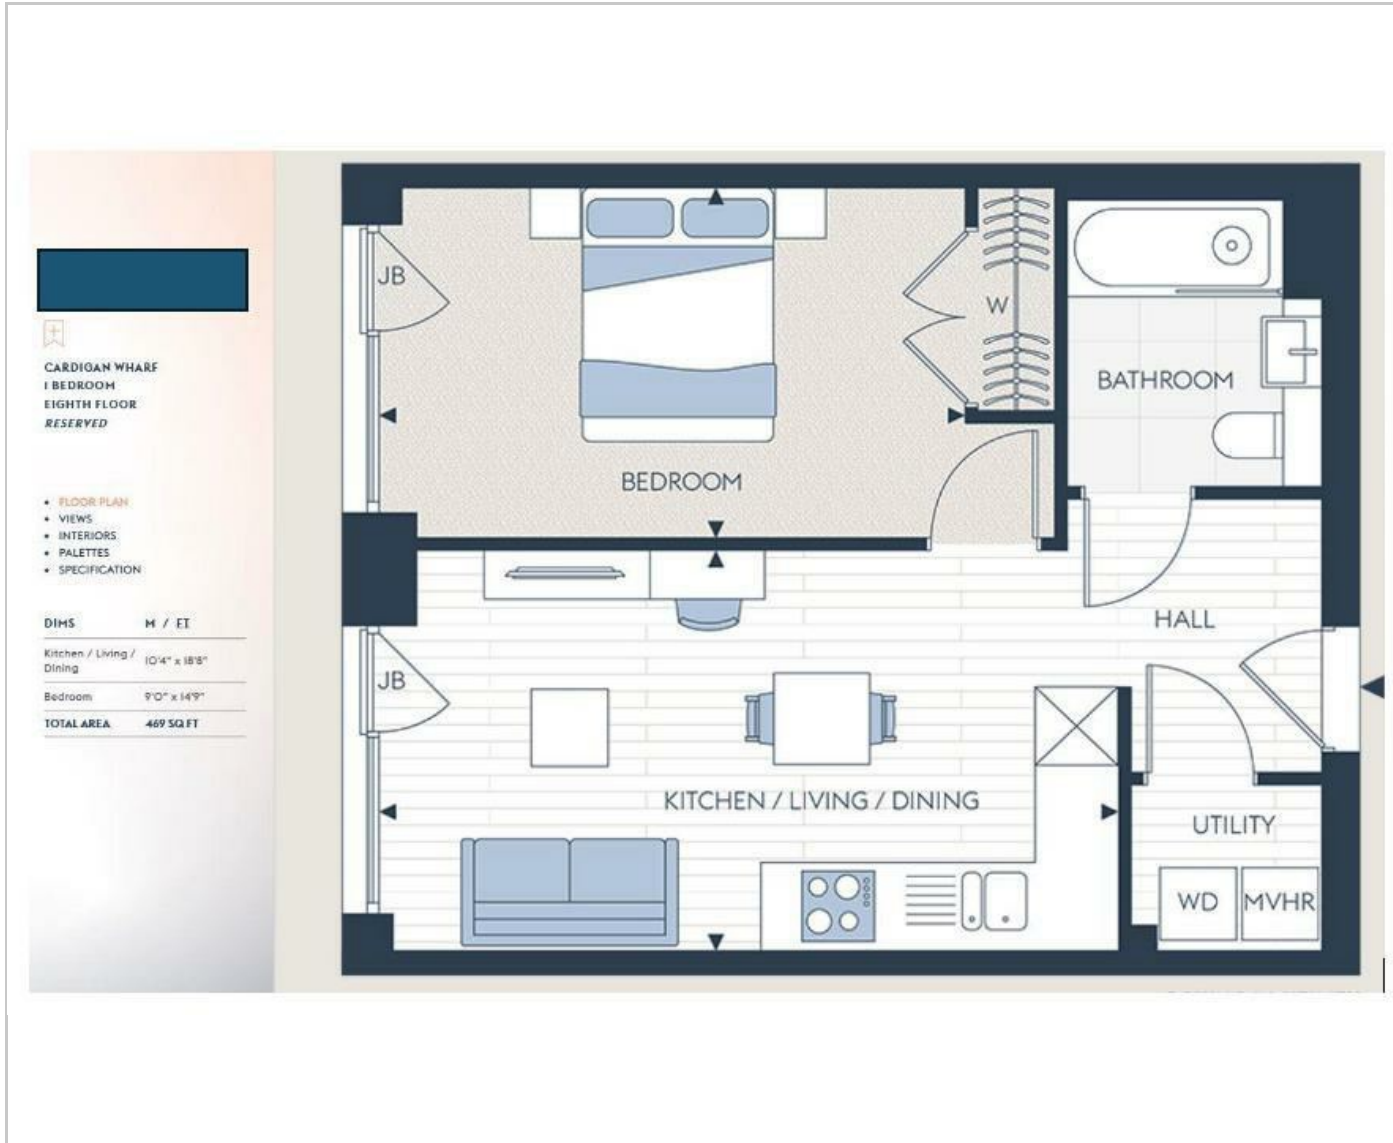 CARDIGAN WHARF
1 BEDROOM
EIGHTH FLOOR
RESERVED
FLOOR PLAN
VIEWS
INTERIORS
PALETTES
SPECIFICATION
DIMS M / FT
Kitchen / Living /
Dining 10'4" x 18'8"
Bedroom 9'0" x 14'9"
TOTAL AREA 469 SQ FT
JB
W
BATHROOM
BEDROOM
HALL
JB
KITCHEN / LIVING / DINING
UTILITY
WD
MVHR